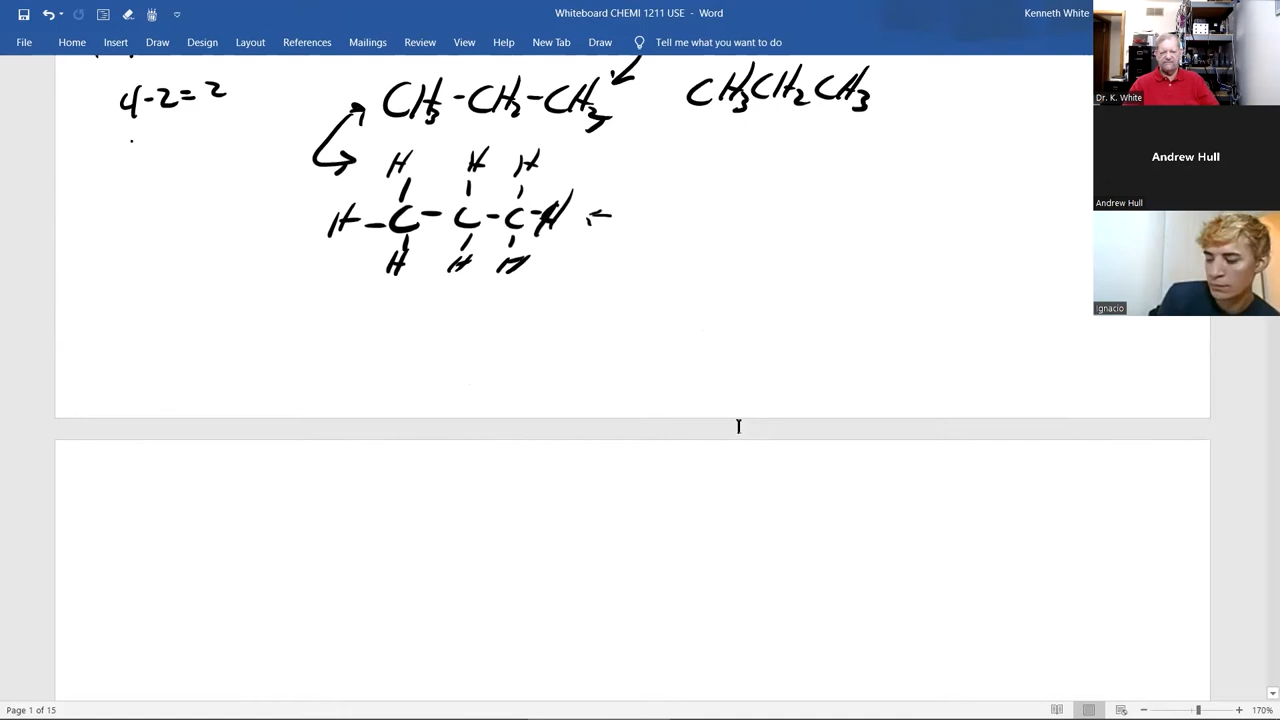 Whiteboard CHEMI 1211 USE - Word
Kenneth White
File Home Insert Draw Design Layout References Mailings Review View Help New Tab Draw Tell me what you want to do
4-2=2
CH3-CH2-CH3
CH3CH2CH3
H H H
H-C-C-C-H
H H H
Dr. K. White
Andrew Hull
Andrew Hull
Ignacio
Page 1 of 15
170%